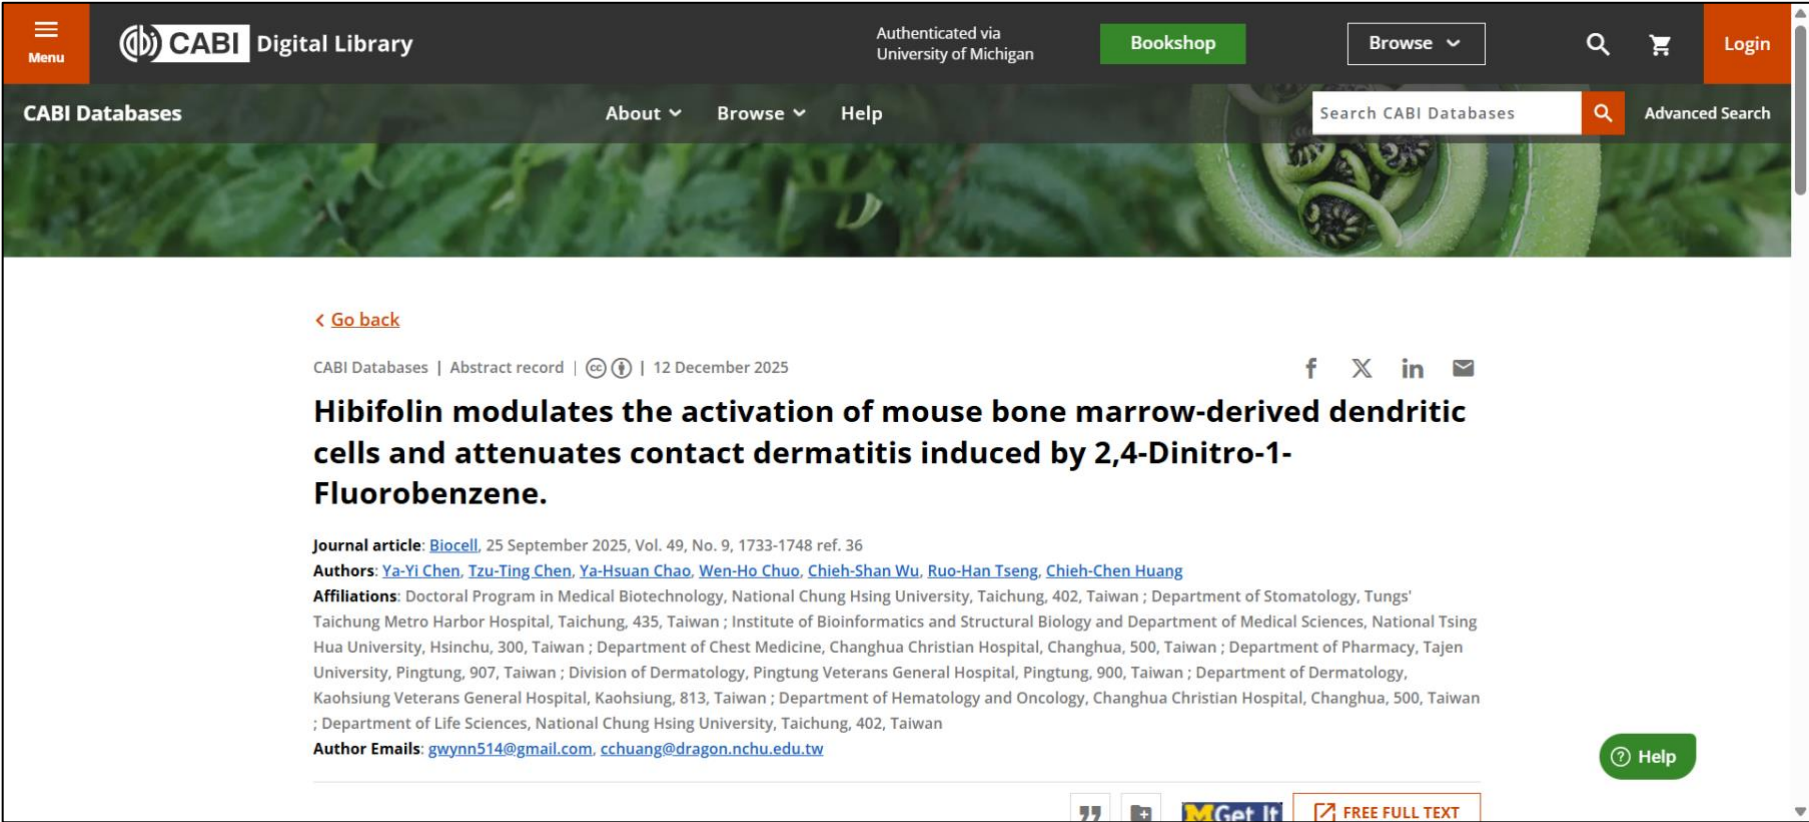 Menu
CABI Digital Library
Authenticated via
University of Michigan
Bookshop
Browse
Login
CABI Databases
About
Browse
Help
Search CABI Databases
Advanced Search
Go back
CABI Databases | Abstract record | cc | 12 December 2025
f X in
Hibifolin modulates the activation of mouse bone marrow-derived dendritic
cells and attenuates contact dermatitis induced by 2,4-Dinitro-1-
Fluorobenzene.
Journal article: Biocell, 25 September 2025, Vol. 49, No. 9, 1733-1748 ref. 36
Authors: Ya-Yi Chen, Tzu-Ting Chen, Ya-Hsuan Chao, Wen-Ho Chuo, Chieh-Shan Wu, Ruo-Han Tseng, Chieh-Chen Huang
Affiliations: Doctoral Program in Medical Biotechnology, National Chung Hsing University, Taichung, 402, Taiwan ; Department of Stomatology, Tungs'
Taichung Metro Harbor Hospital, Taichung, 435, Taiwan ; Institute of Bioinformatics and Structural Biology and Department of Medical Sciences, National Tsing
Hua University, Hsinchu, 300, Taiwan ; Department of Chest Medicine, Changhua Christian Hospital, Changhua, 500, Taiwan ; Department of Pharmacy, Tajen
University, Pingtung, 907, Taiwan ; Division of Dermatology, Pingtung Veterans General Hospital, Pingtung, 900, Taiwan ; Department of Dermatology,
Kaohsiung Veterans General Hospital, Kaohsiung, 813, Taiwan ; Department of Hematology and Oncology, Changhua Christian Hospital, Changhua, 500, Taiwan
; Department of Life Sciences, National Chung Hsing University, Taichung, 402, Taiwan
Author Emails: gwynn514@gmail.com, cchuang@dragon.nchu.edu.tw
Help
MGet It
FREE FULL TEXT